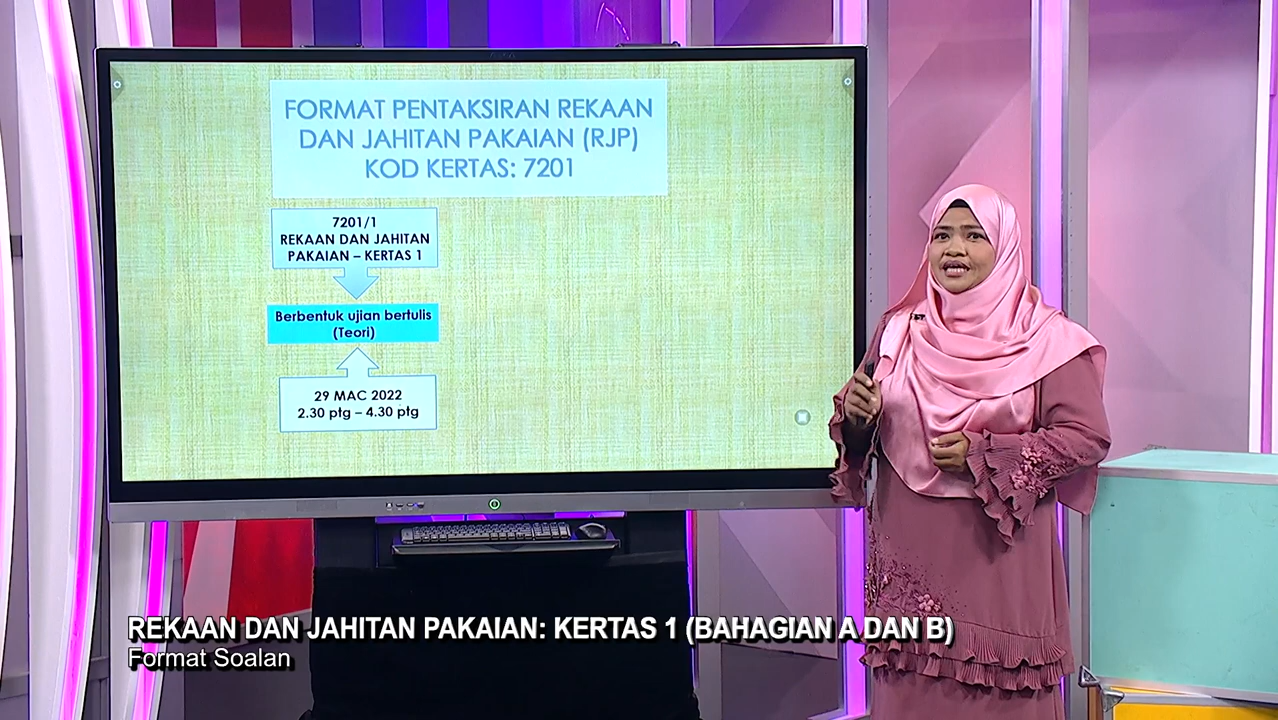 FORMAT PENTAKSIRAN REKAAN
DAN JAHITAN PAKAIAN (RJP)
KOD KERTAS: 7201
7201/1
REKAAN DAN JAHITAN
PAKAIAN – KERTAS 1
Berbentuk ujian bertulis
(Teori)
29 MAC 2022
2.30 ptg – 4.30 ptg
REKAAN DAN JAHITAN PAKAIAN: KERTAS 1 (BAHAGIAN A DAN B)
Format Soalan